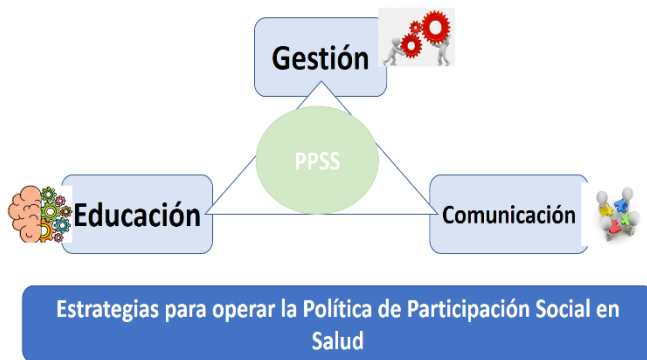 Gestión
PPSS
Educación
Comunicación
Estrategias para operar la Política de Participación Social en
Salud